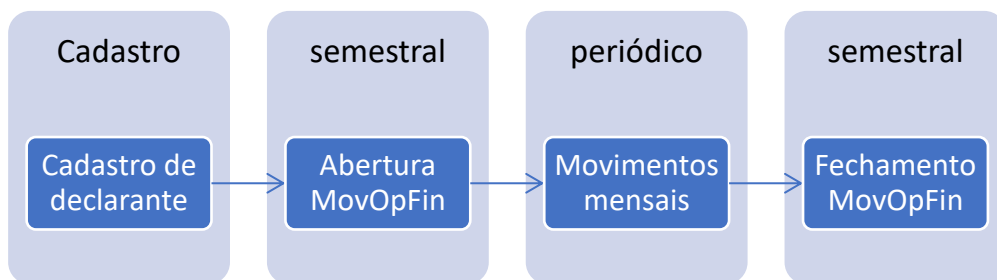 Cadastro
semestral
periódico
semestral
Cadastro de
declarante
Abertura
MovOpFin
Movimentos
mensais
Fechamento
MovOpFin